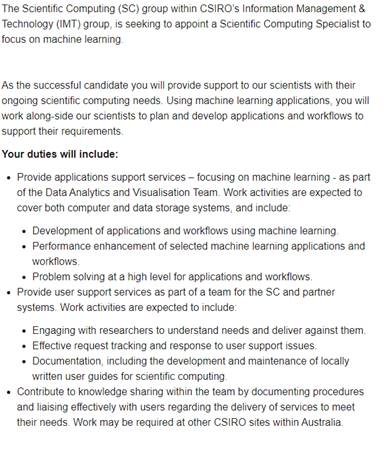 The Scientific Computing (SC) group within CSIRO's Information Management &
Technology (IMT) group, is seeking to appoint a Scientific Computing Specialist to
focus on machine learning.
As the successful candidate you will provide support to our scientists with their
ongoing scientific computing needs. Using machine learning applications, you will
work along-side our scientists to plan and develop applications and workflows to
support their requirements.
Your duties will include:
• Provide applications support services – focusing on machine learning - as part
of the Data Analytics and Visualisation Team. Work activities are expected to
cover both computer and data storage systems, and include:
• Development of applications and workflows using machine learning.
• Performance enhancement of selected machine learning applications and
workflows.
• Problem solving at a high level for applications and workflows.
• Provide user support services as part of a team for the SC and partner
systems. Work activities are expected to include:
• Engaging with researchers to understand needs and deliver against them.
• Effective request tracking and response to user support issues.
• Documentation, including the development and maintenance of locally
written user guides for scientific computing.
• Contribute to knowledge sharing within the team by documenting procedures
and liaising effectively with users regarding the delivery of services to meet
their needs. Work may be required at other CSIRO sites within Australia.